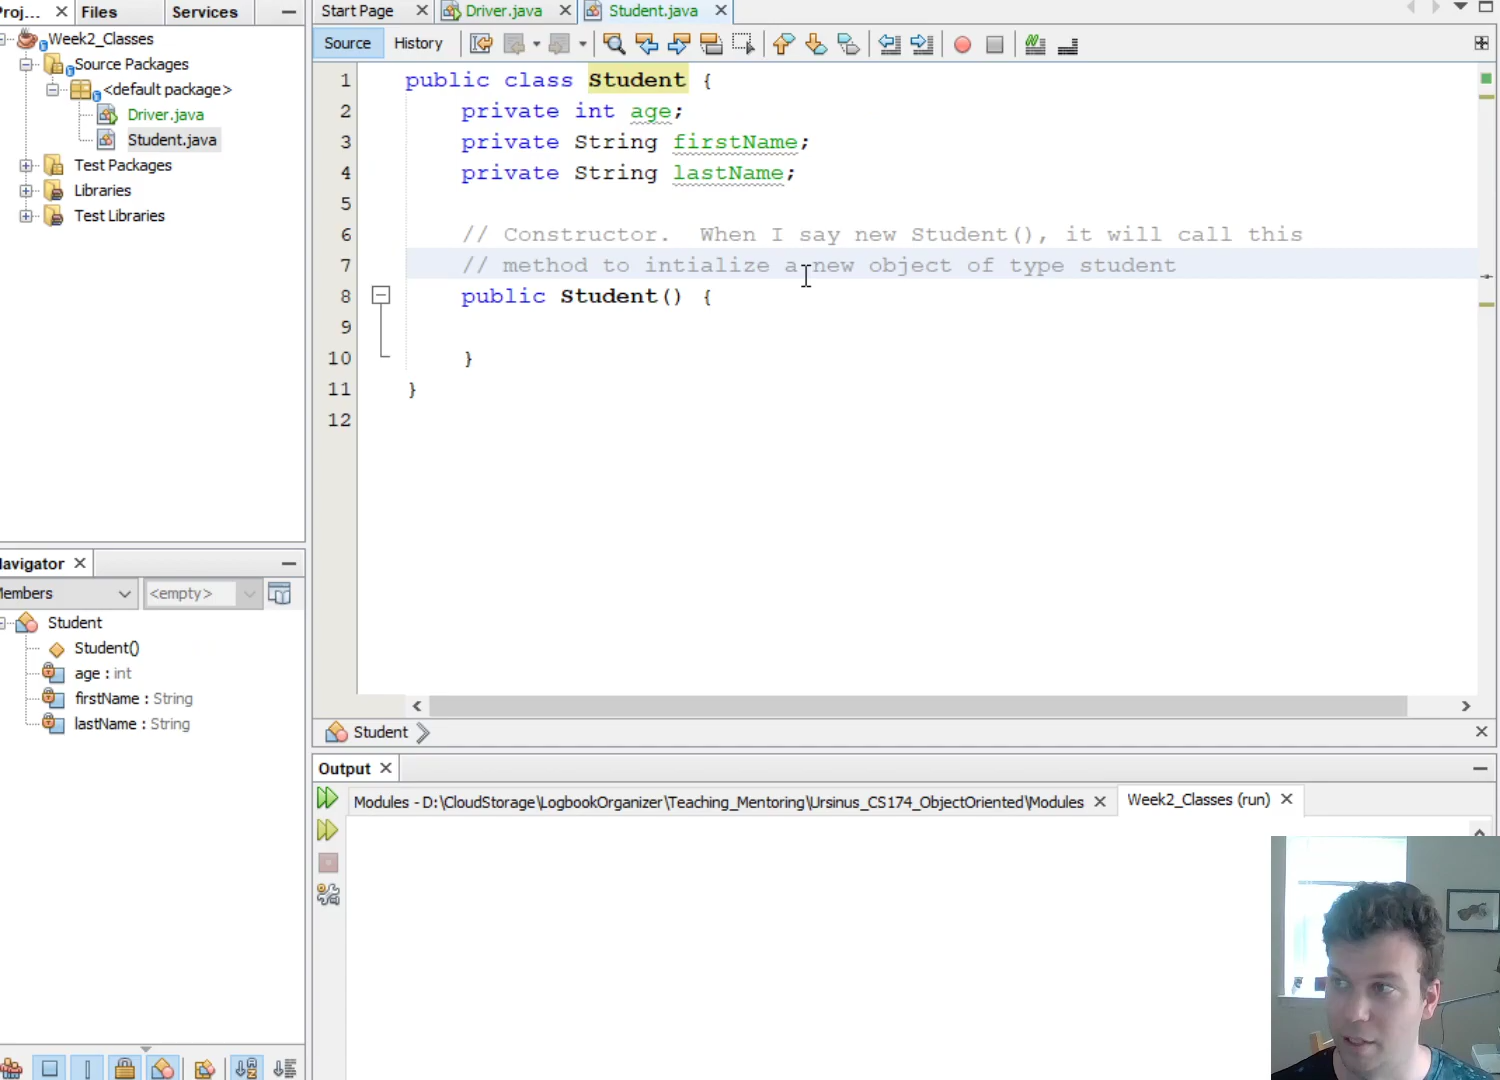 Proj...
Files
Services
Week2_Classes
Source Packages
<default package>
Driver.java
Student.java
Test Packages
Libraries
Test Libraries
Start Page
Driver.java
Student.java
Source
History
1 public class Student {
2 private int age;
3 private String firstName;
4 private String lastName;
5
6 // Constructor. When I say new Student(), it will call this
7 // method to intialize a new object of type student
8 public Student() {
9
10 }
11 }
12
Student
Navigator
Members
<empty>
Student
Student()
age : int
firstName : String
lastName : String
Output
Modules - D:\CloudStorage\LogbookOrganizer\Teaching_Mentoring\Ursinus_CS174_ObjectOriented\Modules
Week2_Classes (run)